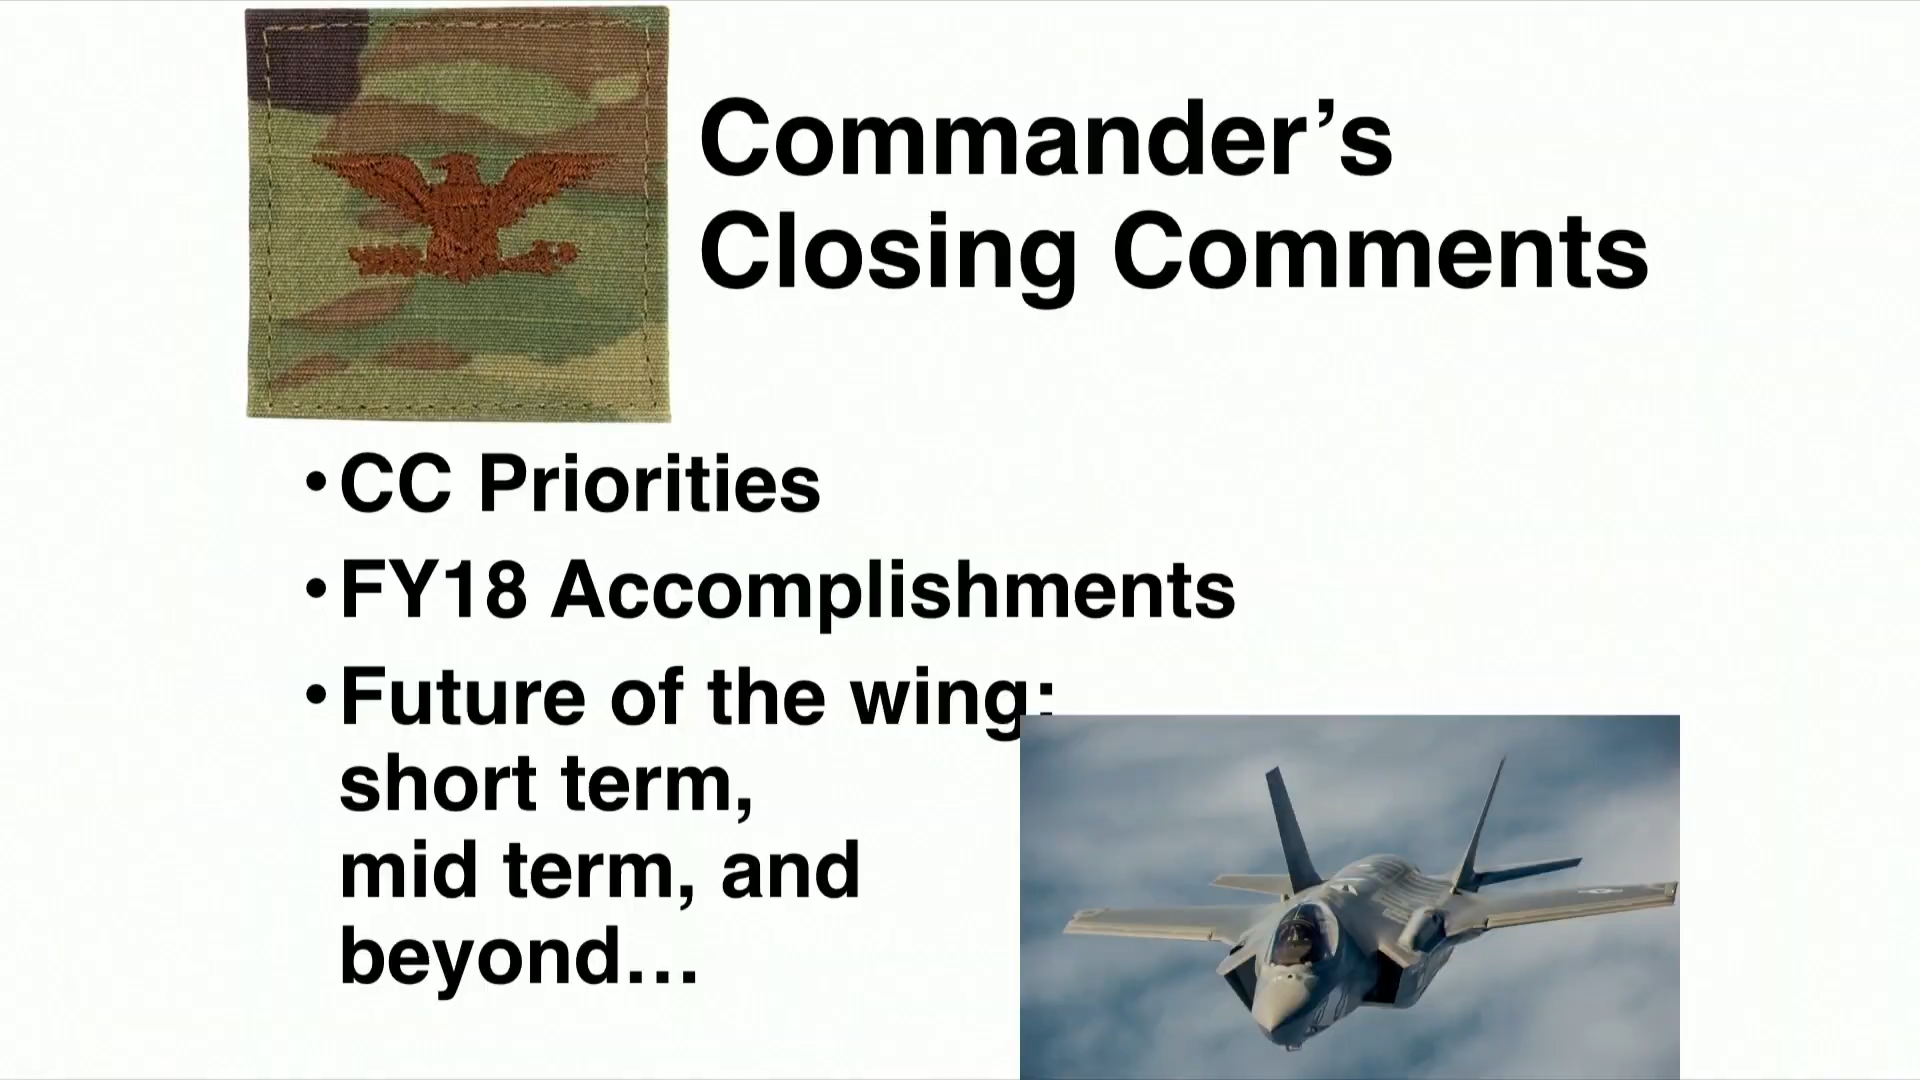 Commander’s
Closing Comments
•CC Priorities
•FY18 Accomplishments
•Future of the wing:
short term,
mid term, and
beyond…